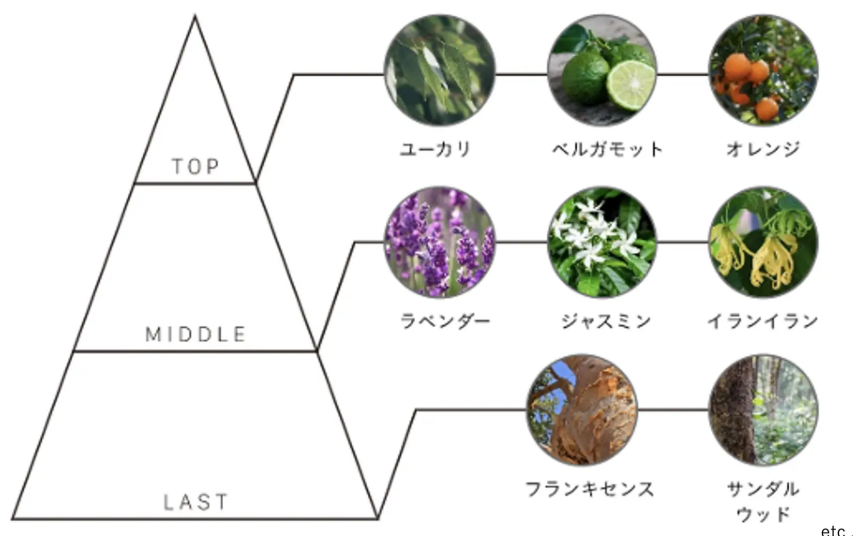 TOP
ユーカリ
ベルガモット
オレンジ
MIDDLE
ラベンダー
ジャスミン
イランイラン
LAST
フランキセンス
サンダル
ウッド
etc.